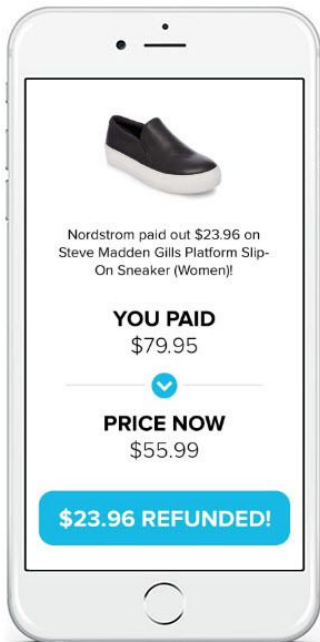 Nordstrom paid out $23.96 on
Steve Madden Gills Platform Slip-
On Sneaker (Women)!
YOU PAID
$79.95
PRICE NOW
$55.99
$23.96 REFUNDED!